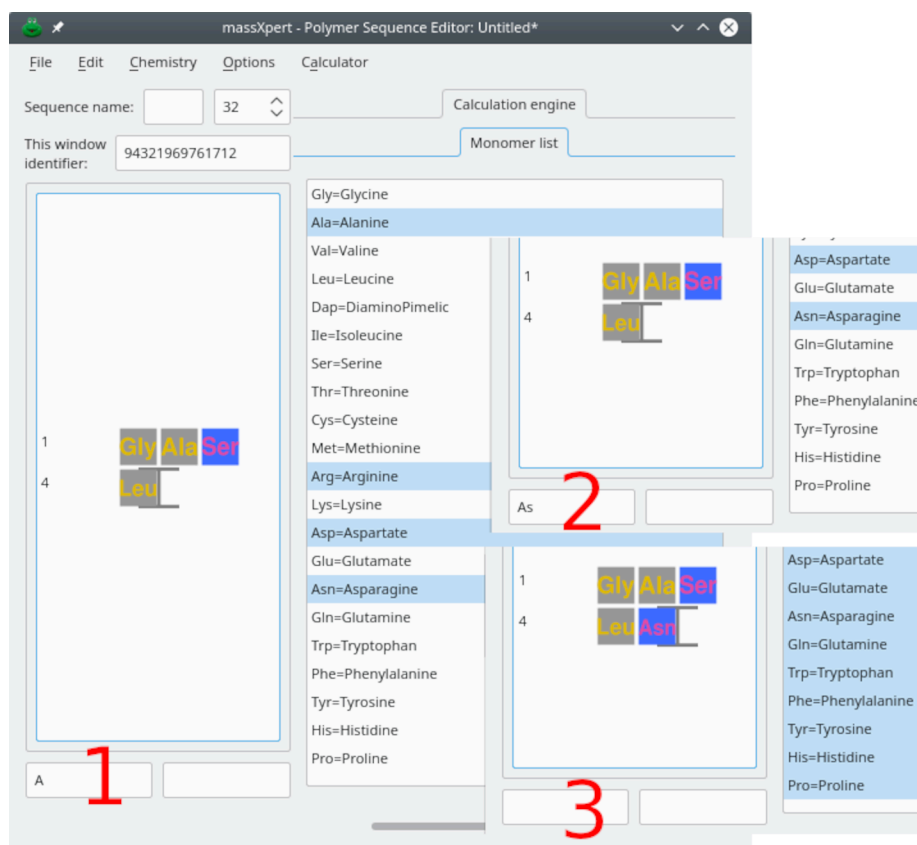 massXpert - Polymer Sequence Editor: Untitled*
File Edit Chemistry Options Calculator
Sequence name: 32
Calculation engine
This window identifier: 94321969761712
Monomer list
Gly=Glycine
Ala=Alanine
Val=Valine
Leu=Leucine
Dap=DiaminoPimelic
Ile=Isoleucine
Ser=Serine
Thr=Threonine
Cys=Cysteine
Met=Methionine
Arg=Arginine
Lys=Lysine
Asp=Aspartate
Glu=Glutamate
Asn=Asparagine
Gln=Glutamine
Trp=Tryptophan
Phe=Phenylalanine
Tyr=Tyrosine
His=Histidine
Pro=Proline
1 Gly Ala Ser
4 Leu
A
1
1 Gly Ala Ser
4 Leu
As
2
Asp=Aspartate
Glu=Glutamate
Asn=Asparagine
Gln=Glutamine
Trp=Tryptophan
Phe=Phenylalanine
Tyr=Tyrosine
His=Histidine
Pro=Proline
1 Gly Ala Ser
4 Leu Asn
3
Asp=Aspartate
Glu=Glutamate
Asn=Asparagine
Gln=Glutamine
Trp=Tryptophan
Phe=Phenylalanine
Tyr=Tyrosine
His=Histidine
Pro=Proline